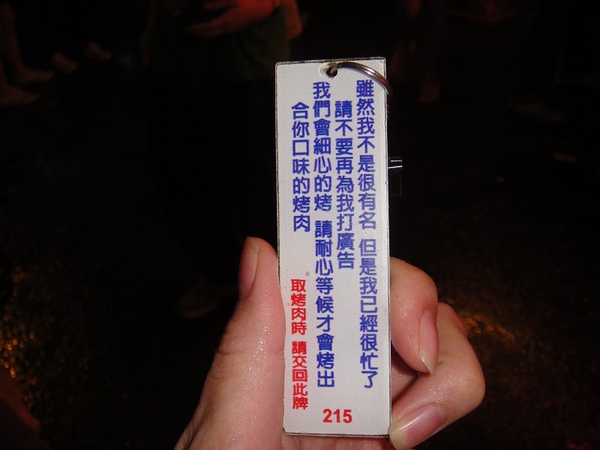 雖然我不是很有名 但是我已經很忙了
請不要再為我打廣告
我們會細心的烤 請耐心等候才會烤出
合你口味的烤肉
取烤肉時 請交回此牌
215